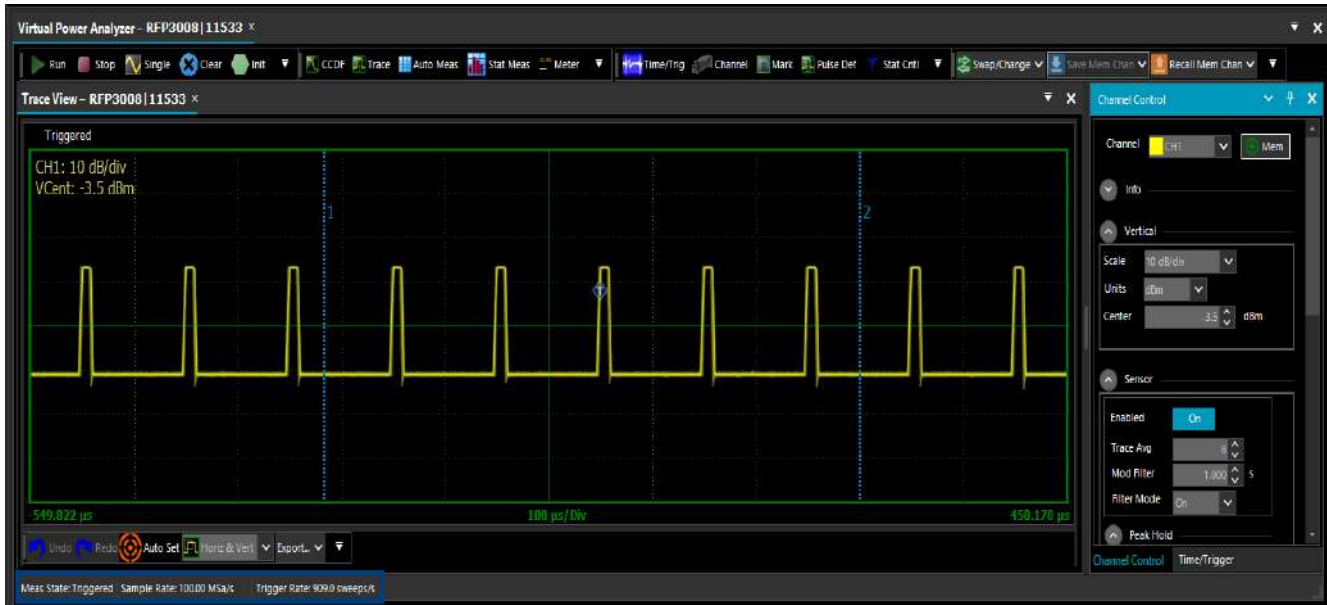 Virtual Power Analyzer - RFP3008|11533 x
Run Stop Single Clear Init CCDF Trace Auto Meas Stat Meas Meter Time/Trig Channel Mark Pulse Def Stat Cntl Swap/Change Save Mem Chan Recall Mem Chan
Trace View - RFP3008|11533 x
Channel Control
Triggered
CH1: 10 dB/div
VCent: -3.5 dBm
1
2
T
-549.822 µs 100 µs/Div 450.178 µs
Undo Redo Auto Set Horiz & Vert Export...
Channel CH1 Mem
Info
Vertical
Scale 10 dB/div
Units dBm
Center -3.5 dBm
Sensor
Enabled On
Trace Avg 8
Mod Filter 1.000 s
Filter Mode On
Peak Hold
Channel Control Time/Trigger
Meas State: Triggered Sample Rate: 100.00 MSa/s Trigger Rate: 909.0 sweeps/s